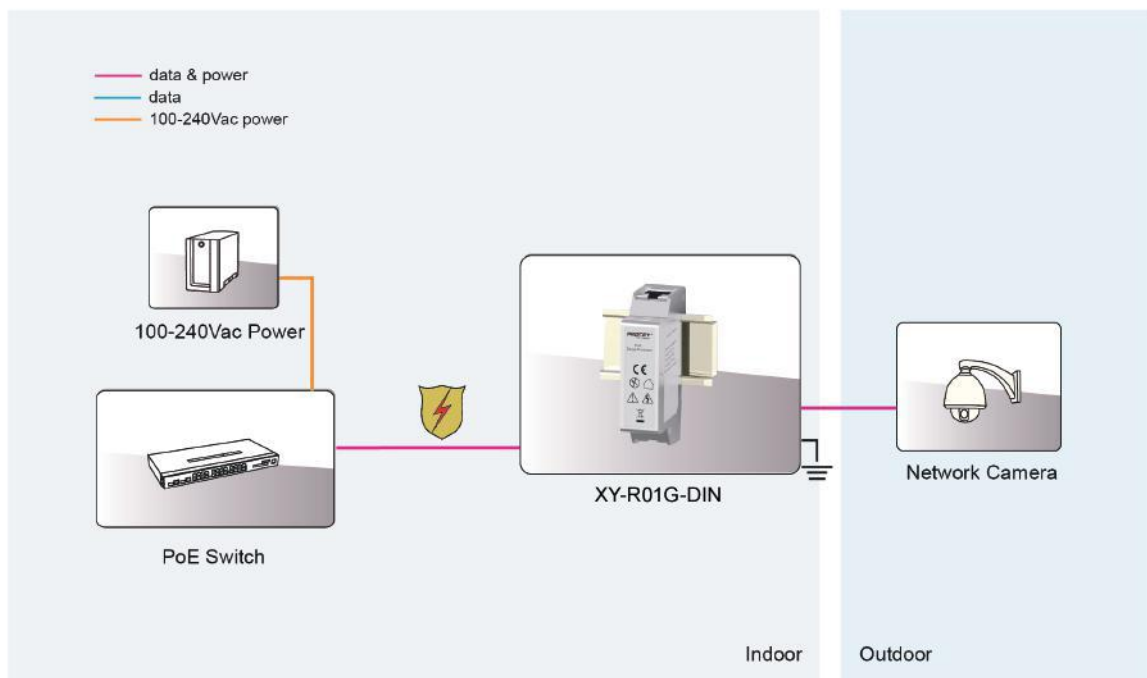 data & power
data
100-240Vac power
100-240Vac Power
PoE Switch
XY-R01G-DIN
CE
Network Camera
Indoor
Outdoor